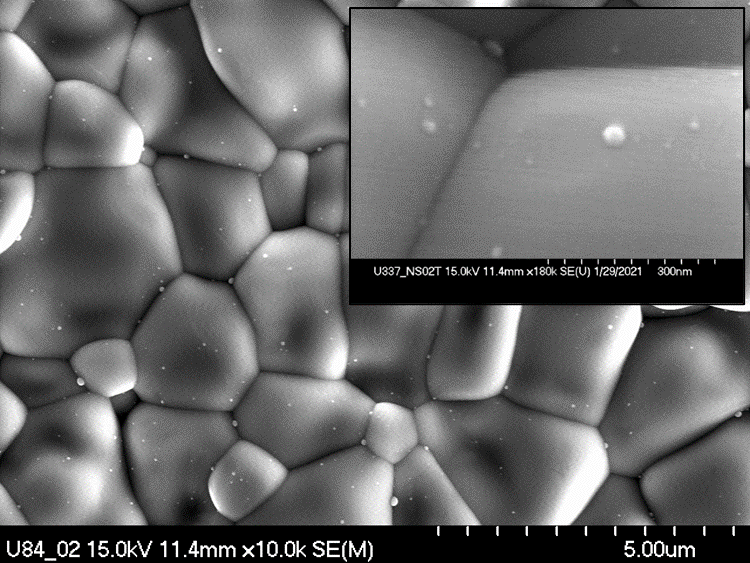 U337_NS02T 15.0kV 11.4mm x180k SE(U) 1/29/2021 300nm
U84_02 15.0kV 11.4mm x10.0k SE(M) 5.00um